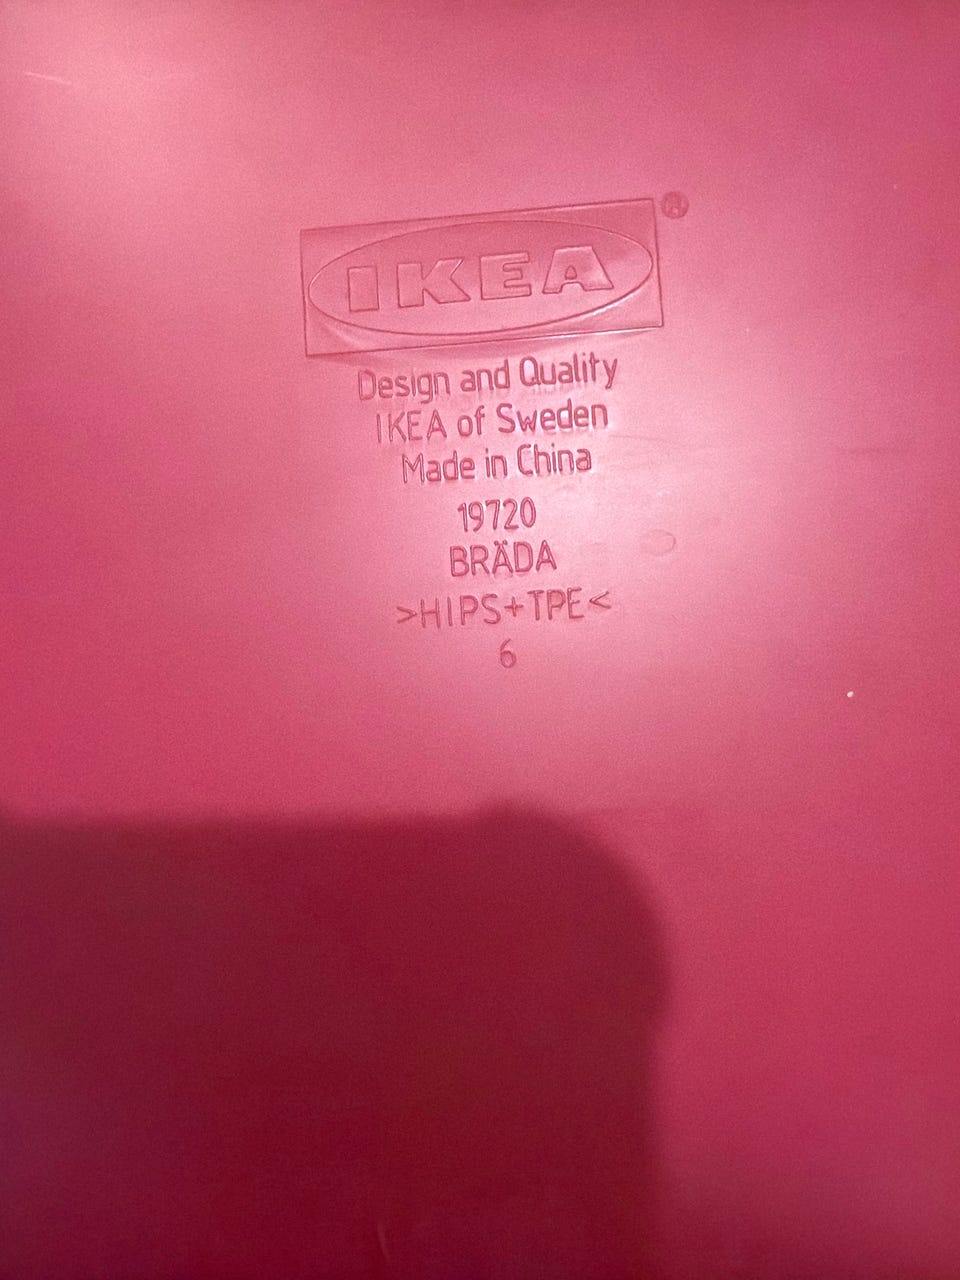 IKEA®
Design and Quality
IKEA of Sweden
Made in China
19720
BRÄDA
>HIPS+TPE<
6